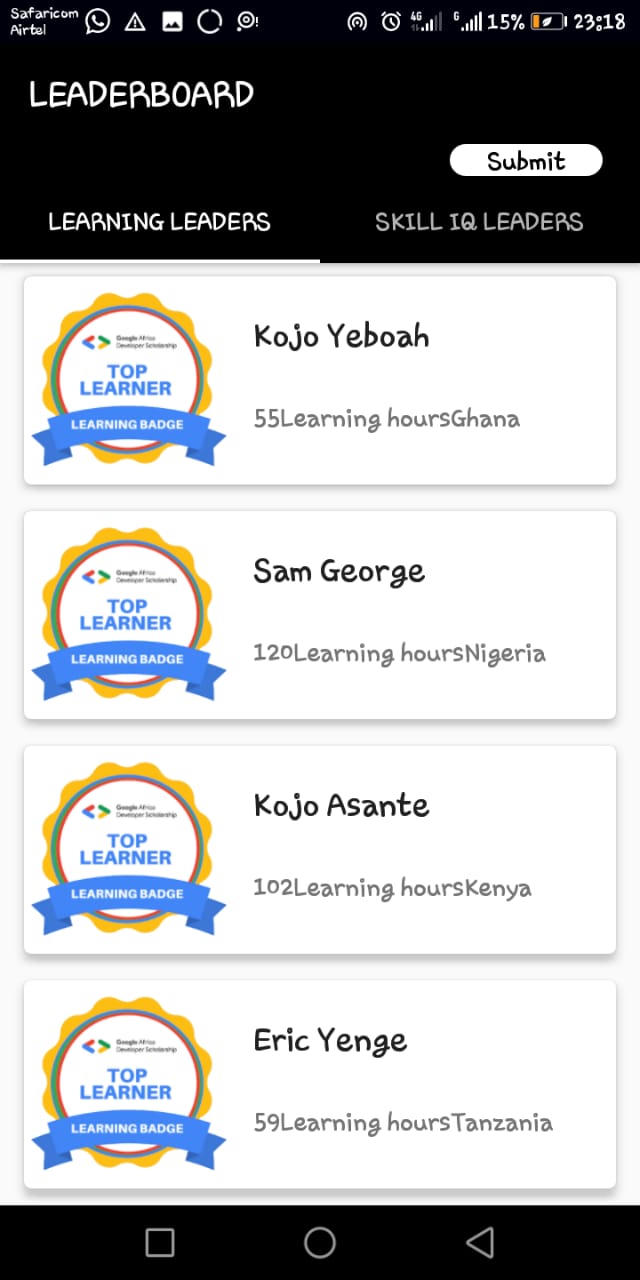 Safaricom
Airtel
4G G 15% 23:18
LEADERBOARD
Submit
LEARNING LEADERS SKILL IQ LEADERS
Google Africa
Developer Scholarship
TOP
LEARNER
LEARNING BADGE
Kojo Yeboah
55Learning hoursGhana
Google Africa
Developer Scholarship
TOP
LEARNER
LEARNING BADGE
Sam George
120Learning hoursNigeria
Google Africa
Developer Scholarship
TOP
LEARNER
LEARNING BADGE
Kojo Asante
102Learning hoursKenya
Google Africa
Developer Scholarship
TOP
LEARNER
LEARNING BADGE
Eric Yenge
59Learning hoursTanzania